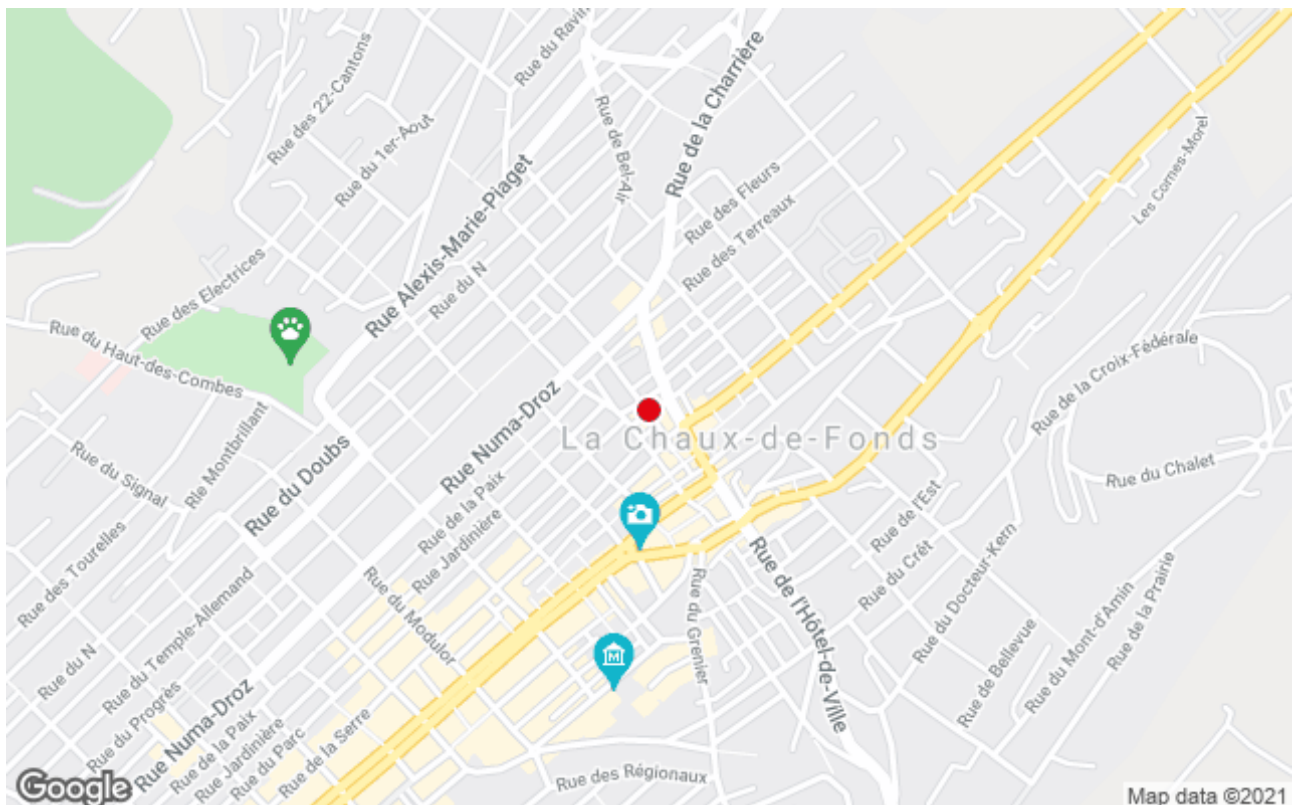 Rue du Ravin
Rue des 22-Cantons
Rue du 1er-Aout
Rue de Bel-Air
Rue de la Charrière
Rue Alexis-Marie-Piaget
Rue des Fleurs
Rue des Terreaux
Les Cornes-Morel
Rue des Electrices
Rue du N
Rue du Haut-des-Combes
Rue de la Croix-Fédérale
Rue Numa-Droz
La Chaux-de-Fonds
Rue du Chalet
Rle Montbrillant
Rue du Signal
Rue du Doubs
Rue de la Paix
Rue Jardinière
Rue de l'Est
Rue des Tourelles
Rue du Temple-Allemand
Rue du Modulor
Rue de l'Hôtel-de-Ville
Rue du Crêt
Rue du Docteur-Kern
Rue du Grenier
Rue du Mont-d'Amin
Rue de la Prairie
Rue de Bellevue
Rue du N
Rue du Progrès
Rue Numa-Droz
Rue de la Paix
Rue Jardinière
Rue du Parc
Rue de la Serre
M
Rue des Régionaux
Google
Map data ©2021